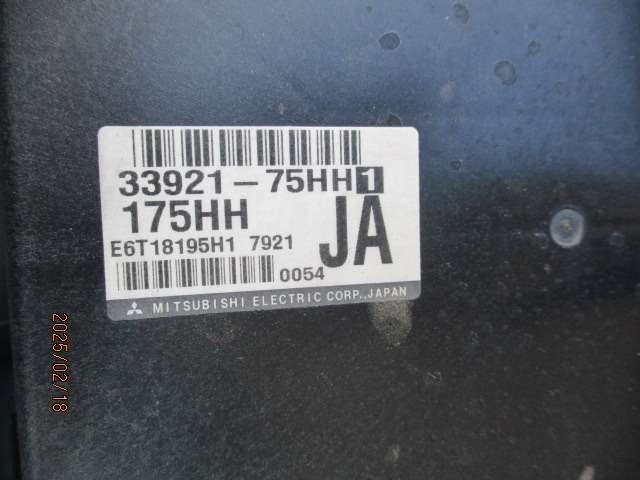 33921-75HH1
175HH
JA
E6T18195H1 7921
0054
MITSUBISHI ELECTRIC CORP.,JAPAN
2025/02/18